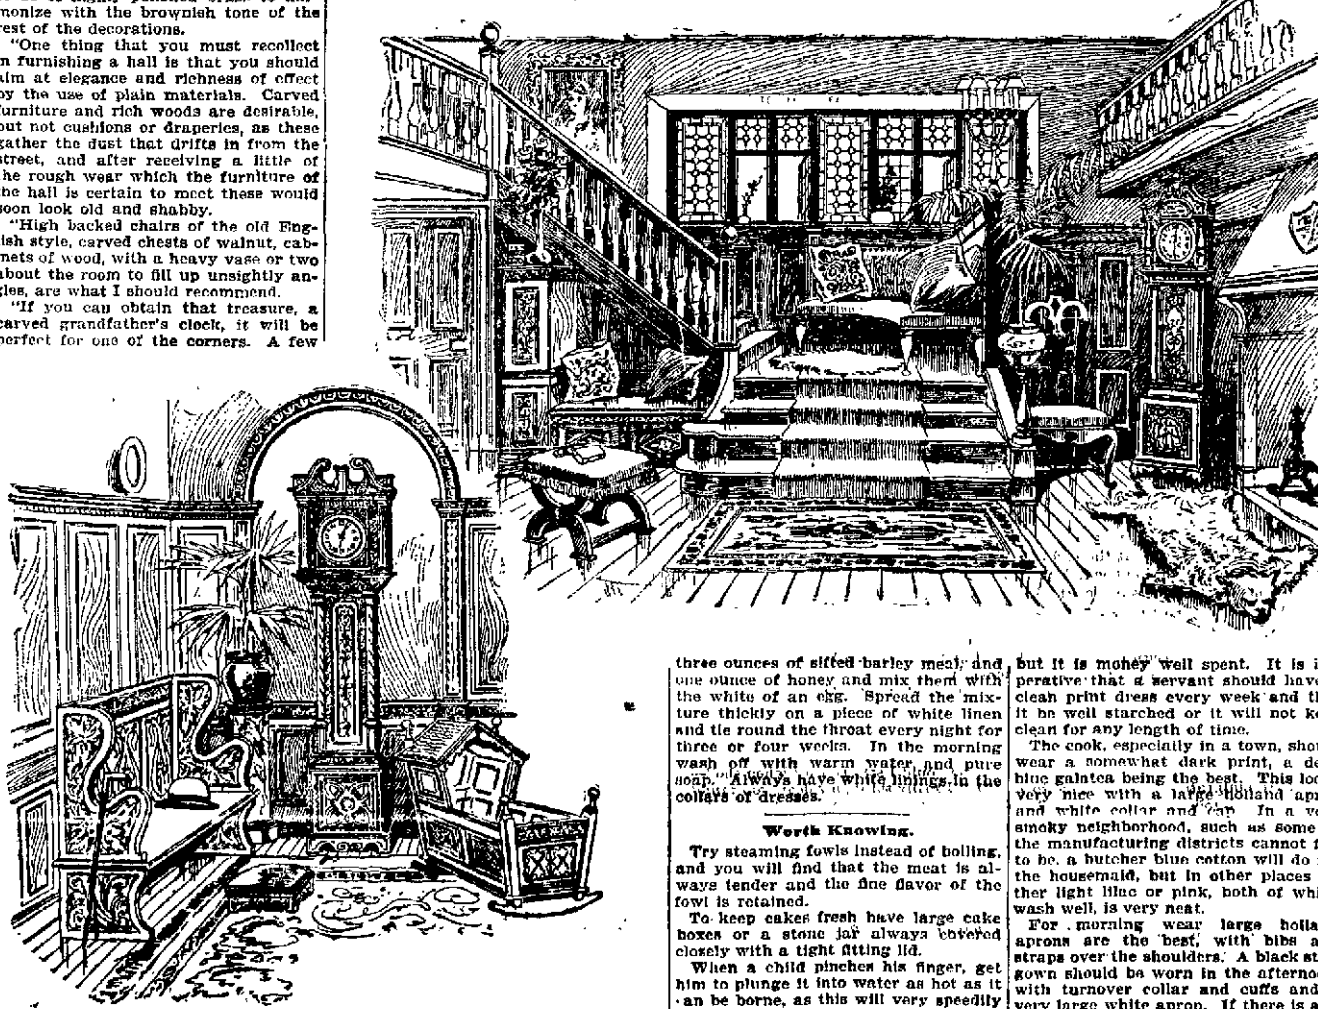 monize with the brownish tone of the
rest of the decorations.
"One thing that you must recollect
in furnishing a hall is that you should
aim at elegance and richness of effect
by the use of plain materials. Carved
furniture and rich woods are desirable,
but not cushions or draperies, as these
gather the dust that drifts in from the
street, and after receiving a little of
the rough wear which the furniture of
the hall is certain to meet these would
soon look old and shabby.
"High backed chairs of the old Eng-
lish style, carved chests of walnut, cab-
inets of wood, with a heavy vase or two
about the room to fill up unsightly an-
gles, are what I should recommend.
"If you can obtain that treasure, a
carved grandfather's clock, it will be
perfect for one of the corners. A few
three ounces of sifted barley meal, and
one ounce of honey and mix them with
the white of an egg. Spread the mix-
ture thickly on a piece of white linen
and tie round the throat every night for
three or four weeks. In the morning
wash off with warm water, and pure
soap." Always have white linings in the
collars of dresses.
Worth Knowing.
Try steaming fowls instead of boiling,
and you will find that the meat is al-
ways tender and the fine flavor of the
fowl is retained.
To keep cakes fresh have large cake
boxes or a stone jar always covered
closely with a tight fitting lid.
When a child pinches his finger, get
him to plunge it into water as hot as it
can be borne, as this will very speedily
but it is money well spent. It is i
perative that a servant should have
clean print dress every week and th
it be well starched or it will not ke
clean for any length of time.
The cook, especially in a town, shou
wear a somewhat dark print, a de
blue galatea being the best. This loo
very nice with a large holland apr
and white collar and cap. In a ve
smoky neighborhood, such as some
the manufacturing districts cannot f
to be, a butcher blue cotton will do
the housemaid, but in other places
ther light lilac or pink, both of whi
wash well, is very neat.
For morning wear large holla
aprons are the best, with bibs a
straps over the shoulders. A black st
gown should be worn in the afternoo
with turnover collar and cuffs and
very large white apron. If there is a